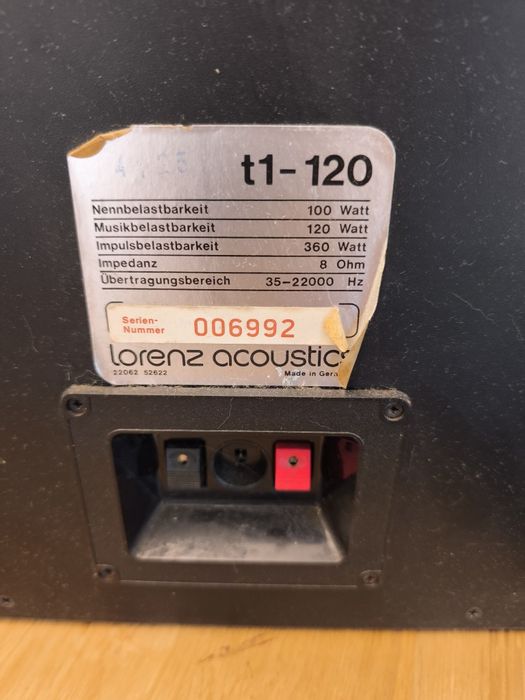 t1-120
Nennbelastbarkeit 100 Watt
Musikbelastbarkeit 120 Watt
Impulsbelastbarkeit 360 Watt
Impedanz 8 Ohm
Übertragungsbereich 35-22000 Hz
Serien-
Nummer 006992
lorenz acoustics
22062 52622 Made in Ger